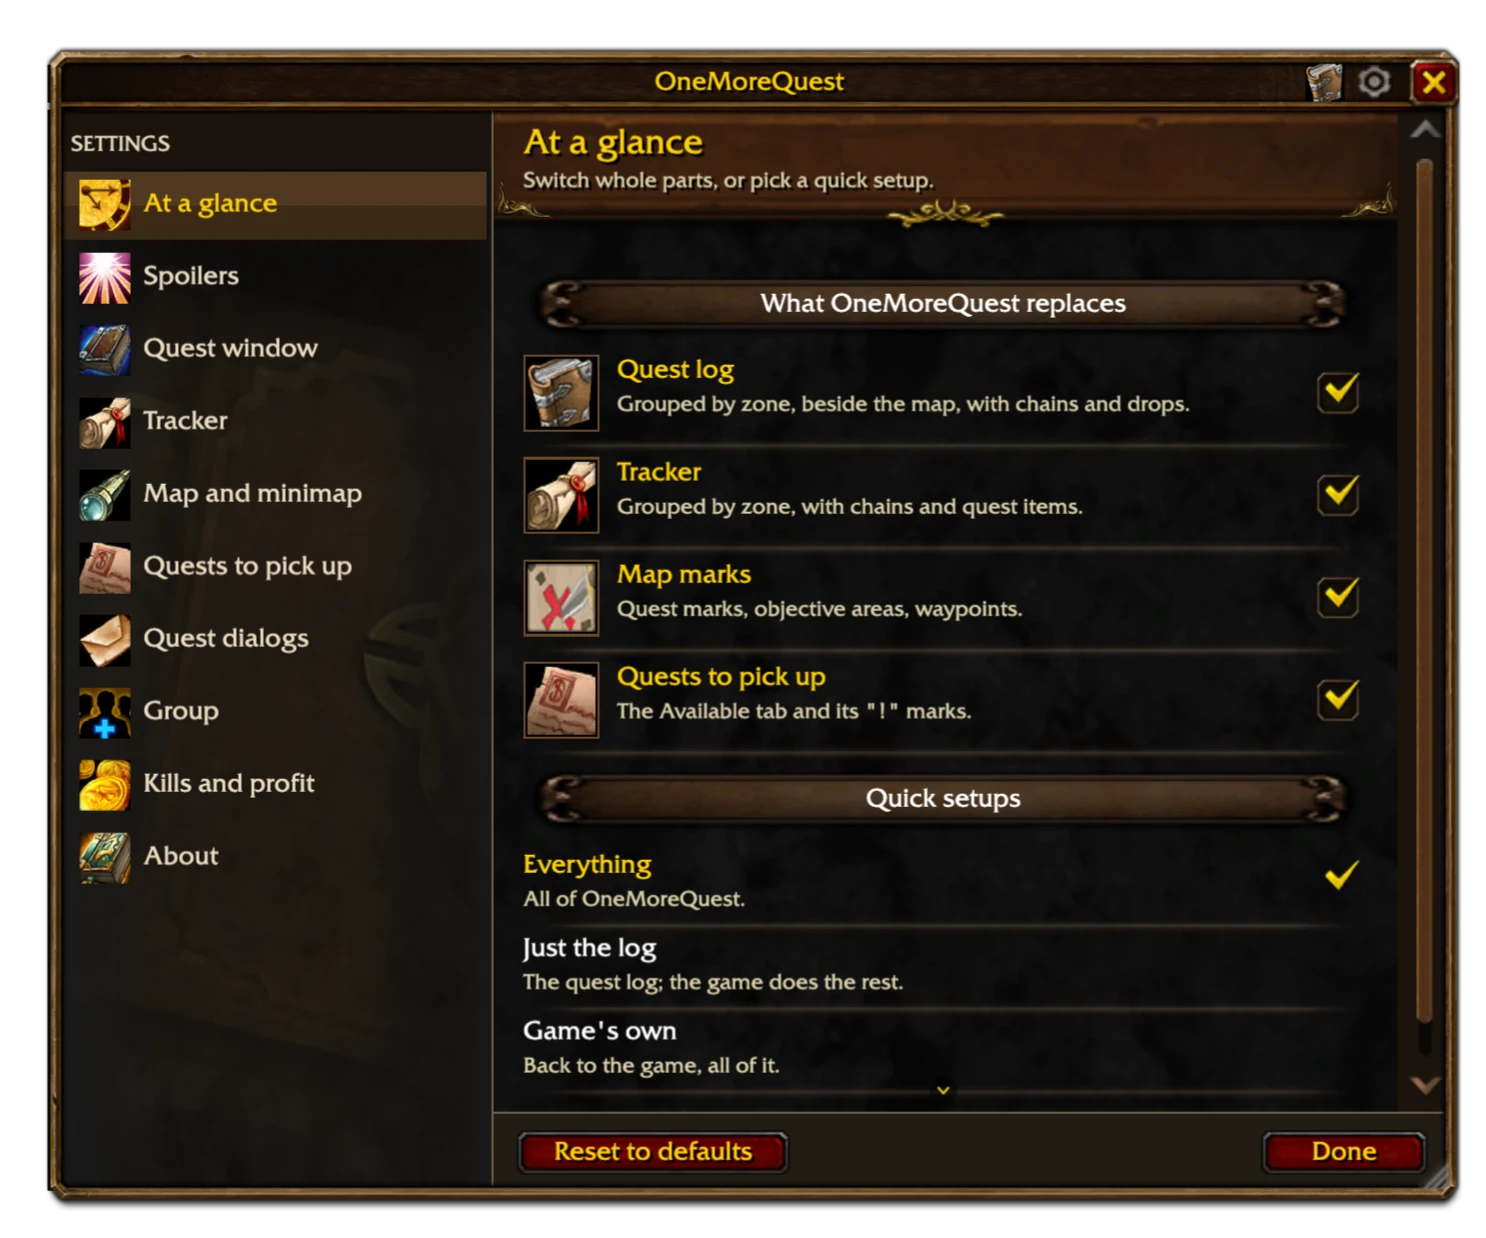 OneMoreQuest
SETTINGS
At a glance
Spoilers
Quest window
Tracker
Map and minimap
Quests to pick up
Quest dialogs
Group
Kills and profit
About
At a glance
Switch whole parts, or pick a quick setup.
What OneMoreQuest replaces
Quest log
Grouped by zone, beside the map, with chains and drops.
Tracker
Grouped by zone, with chains and quest items.
Map marks
Quest marks, objective areas, waypoints.
Quests to pick up
The Available tab and its "!" marks.
Quick setups
Everything
All of OneMoreQuest.
Just the log
The quest log; the game does the rest.
Game's own
Back to the game, all of it.
Reset to defaults
Done